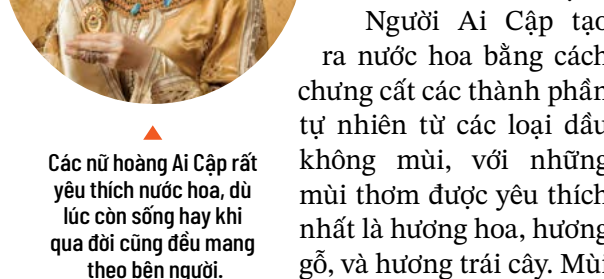 Các nữ hoàng Ai Cập rất
yêu thích nước hoa, dù
lúc còn sống hay khi
qua đời cũng đều mang
theo bên người.
Người Ai Cập tạo
ra nước hoa bằng cách
chưng cất các thành phần
tự nhiên từ các loại dầu
không mùi, với những
mùi thơm được yêu thích
nhất là hương hoa, hương
gỗ, và hương trái cây. Mùi